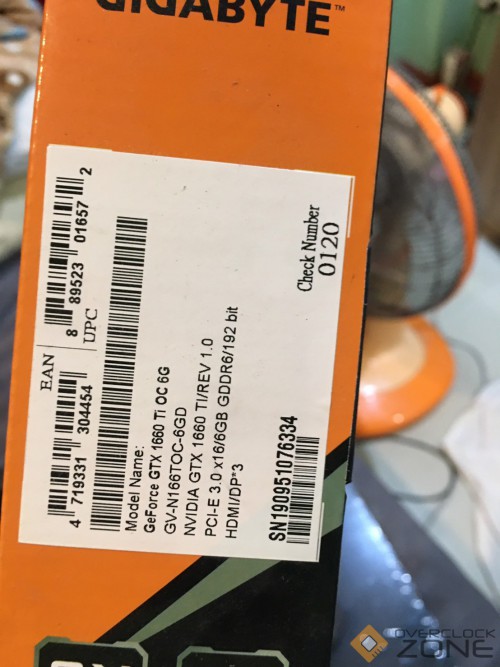 GIGABYTE™
EAN
4 719331 304454
UPC
8 89523 01657 2
Model Name:
GeForce GTX 1660 Ti OC 6G
GV-N166TOC-6GD
NVIDIA GTX 1660 TI/REV 1.0
PCI-E 3.0 x16/6GB GDDR6/192 bit
HDMI/DP*3
SN190951076334
Check Number
0120
OVERCLOCK
ZONE